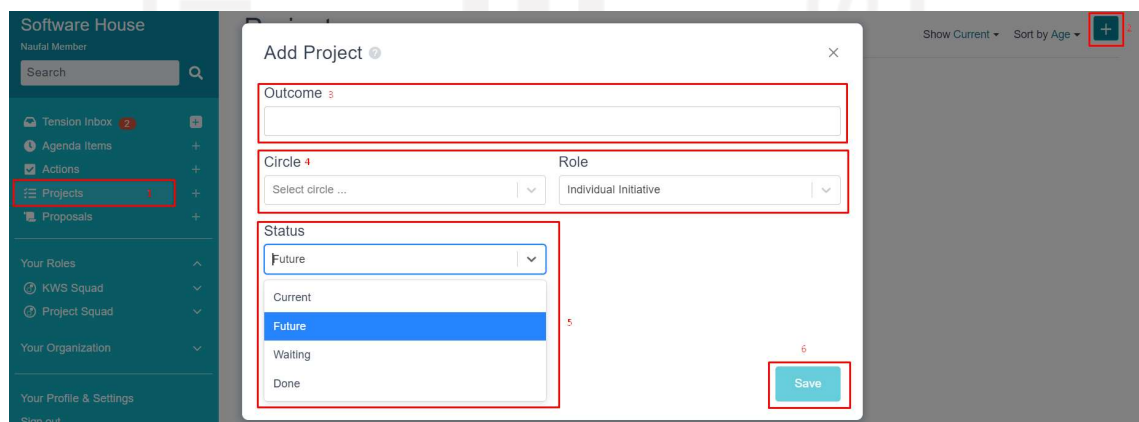 Software House
Naufal Member
Search
Tension Inbox 2
Agenda Items
Actions
Projects
Proposals
Your Roles
KWS Squad
Project Squad
Your Organization
Your Profile & Settings
Sign out
Show Current Sort by Age
2
Add Project
Outcome 3
Circle 4 Role
Select circle ... Individual Initiative
Status
Future
Current
Future
Waiting
Done
5
6
Save